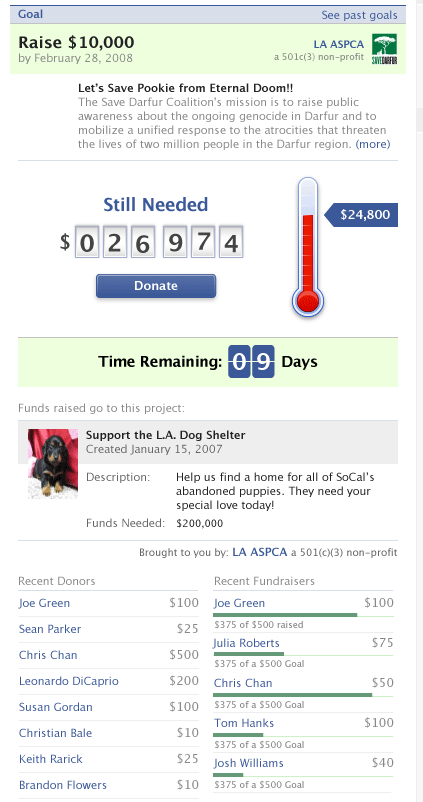 Goal See past goals
Raise $10,000
by February 28, 2008
LA ASPCA
a 501c(3) non-profit
SAVEDARFUR
Let's Save Pookie from Eternal Doom!!
The Save Darfur Coalition's mission is to raise public
awareness about the ongoing genocide in Darfur and to
mobilize a unified response to the atrocities that threaten
the lives of two million people in the Darfur region. (more)
Still Needed
$ 0 2 6 9 7 4
Donate
$24,800
Time Remaining: 09 Days
Funds raised go to this project:
Support the L.A. Dog Shelter
Created January 15, 2007
Description: Help us find a home for all of SoCal's
abandoned puppies. They need your
special love today!
Funds Needed: $200,000
Brought to you by: LA ASPCA a 501(c)(3) non-profit
Recent Donors
Joe Green $100
Sean Parker $25
Chris Chan $500
Leonardo DiCaprio $200
Susan Gordan $100
Christian Bale $10
Keith Rarick $25
Brandon Flowers $10
Recent Fundraisers
Joe Green $100
$375 of $500 raised
Julia Roberts $75
$375 of a $500 Goal
Chris Chan $50
$375 of a $500 Goal
Tom Hanks $100
$375 of a $500 Goal
Josh Williams $40
$375 of a $500 Goal